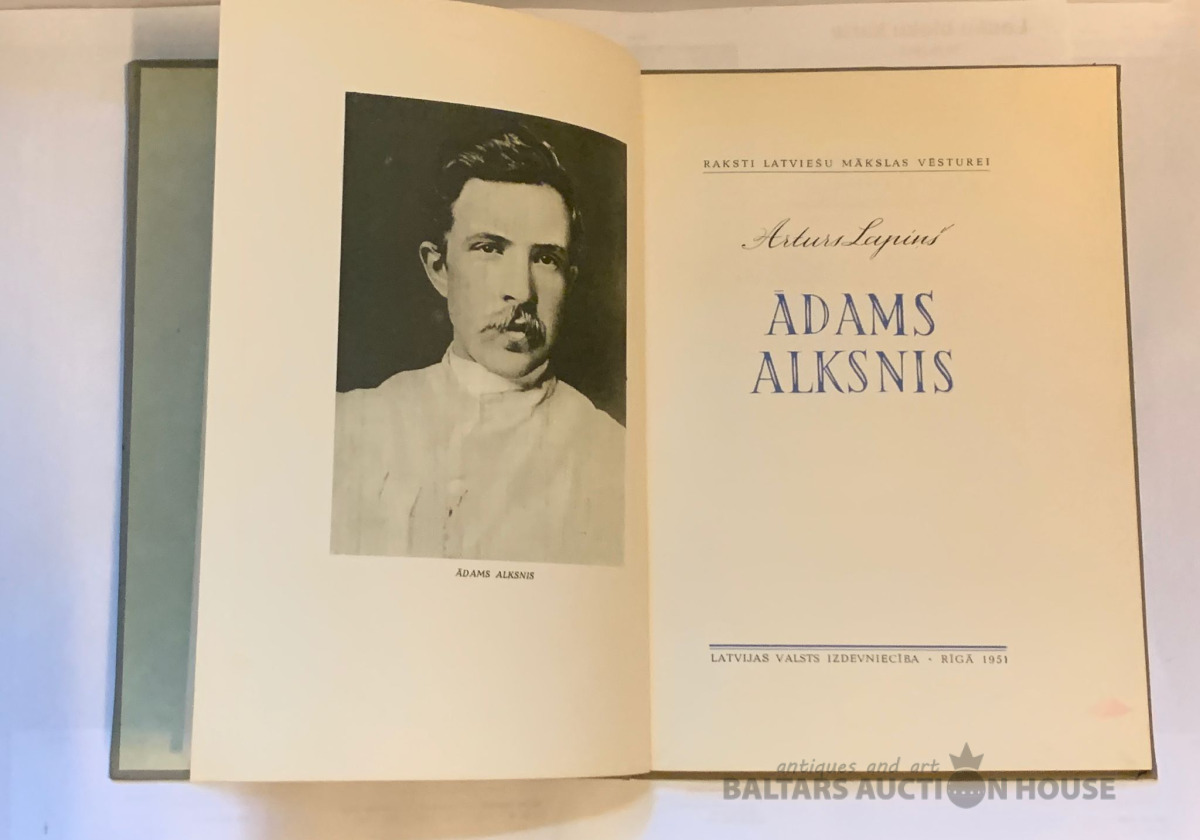 ĀDAMS ALKSNIS
RAKSTI LATVIEŠU MĀKSLAS VĒSTUREI
Arturs Lapiņš
ĀDAMS
ALKSNIS
LATVIJAS VALSTS IZDEVNIECĪBA • RĪGĀ 1951
antiques and art
BALTARS AUCTION HOUSE